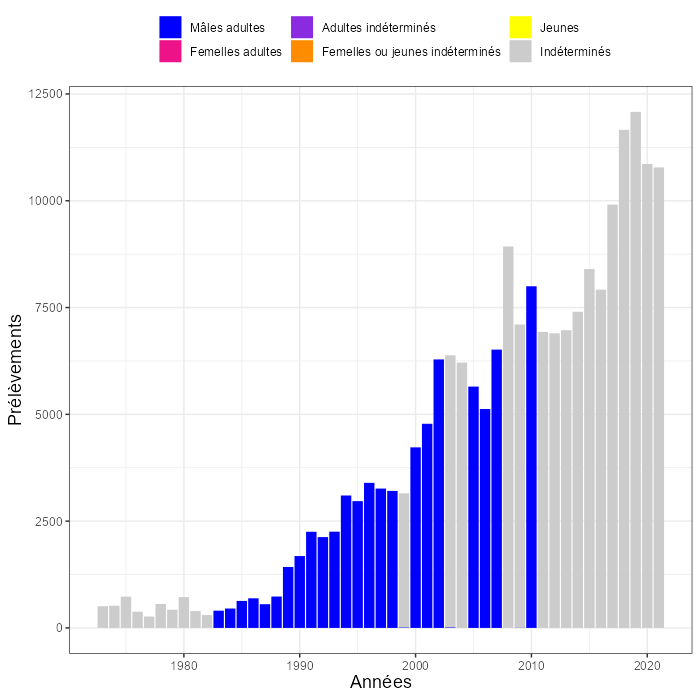 Mâles adultes Adultes indéterminés Jeunes
Femelles adultes Femelles ou jeunes indéterminés Indéterminés
12500
10000
7500
5000
2500
0
Prélèvements
1980 1990 2000 2010 2020
Années